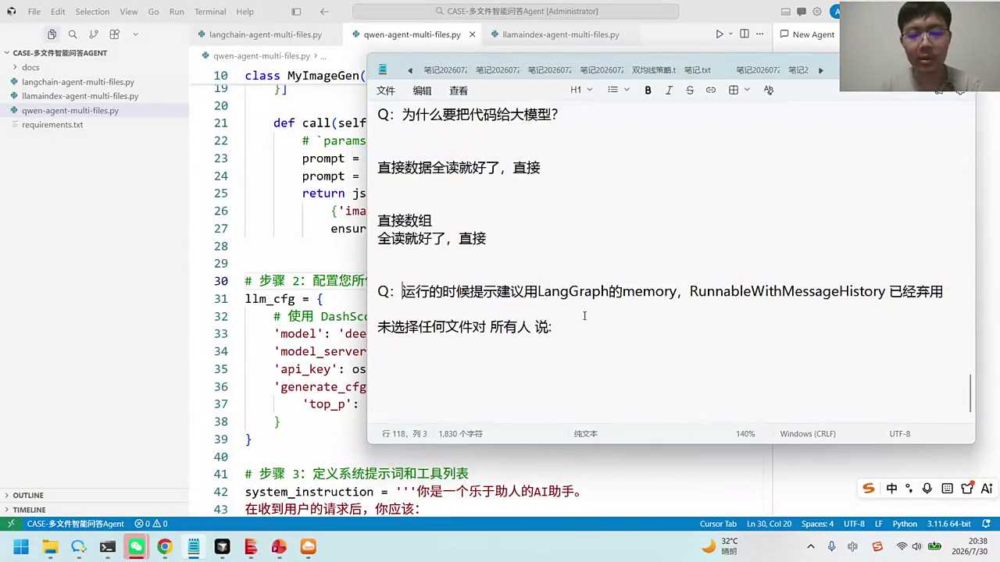 File Edit Selection View Go Run Terminal Help
CASE-多文件智能问答Agent [Administrator]
CASE-多文件智能问答AGENT
docs
langchain-agent-multi-files.py
llamaindex-agent-multi-files.py
qwen-agent-multi-files.py
requirements.txt
OUTLINE
TIMELINE
langchain-agent-multi-files.py qwen-agent-multi-files.py llamaindex-agent-multi-files.py
New Agent
qwen-agent-multi-files.py > ...
10 class MyImageGen(
19 }]
20
21 def call(self
22 # `params
23 prompt =
24 prompt =
25 return js
26 {'ima
27 ensur
28
29
30 # 步骤 2：配置您所
31 llm_cfg = {
32 # 使用 DashSc
33 'model': 'dee
34 'model_server
35 'api_key': os
36 'generate_cfg
37 'top_p':
38 }
39 }
40
41 # 步骤 3：定义系统提示词和工具列表
42 system_instruction = '''你是一个乐于助人的AI助手。
43 在收到用户的请求后，你应该：
笔记2026072 笔记2026072 笔记2026072 笔记2026072 双均线策略.t 笔记.txt 笔记2026072 笔记2
文件 编辑 查看 H1 B I S
Q：为什么要把代码给大模型？
直接数据全读就好了，直接
直接数组
全读就好了，直接
Q：运行的时候提示建议用LangGraph的memory，RunnableWithMessageHistory 已经弃用
未选择任何文件对 所有人 说:
行 118，列 3 1,830 个字符 纯文本 140% Windows (CRLF) UTF-8
中
CASE-多文件智能问答Agent 0 0 Cursor Tab Ln 30, Col 20 Spaces: 4 UTF-8 LF Python 3.11.6 64-bit
32°C
晴朗
20:38
2026/7/30